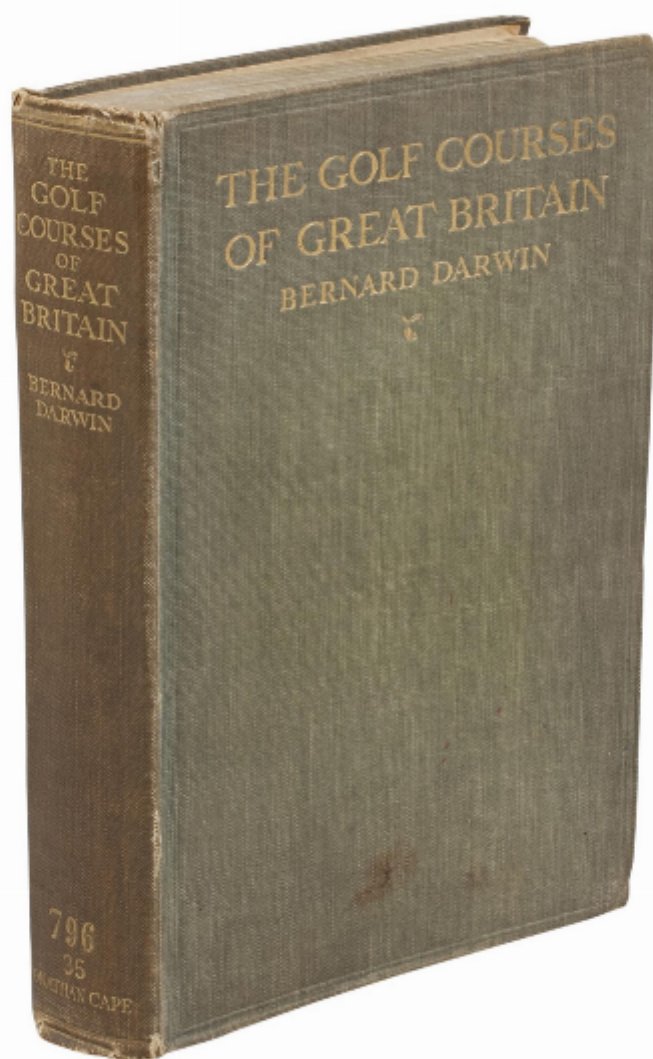 THE
GOLF
COURSES
OF
GREAT
BRITAIN
BERNARD
DARWIN
796
35
JONATHAN CAPE
THE GOLF COURSES
OF GREAT BRITAIN
BERNARD DARWIN